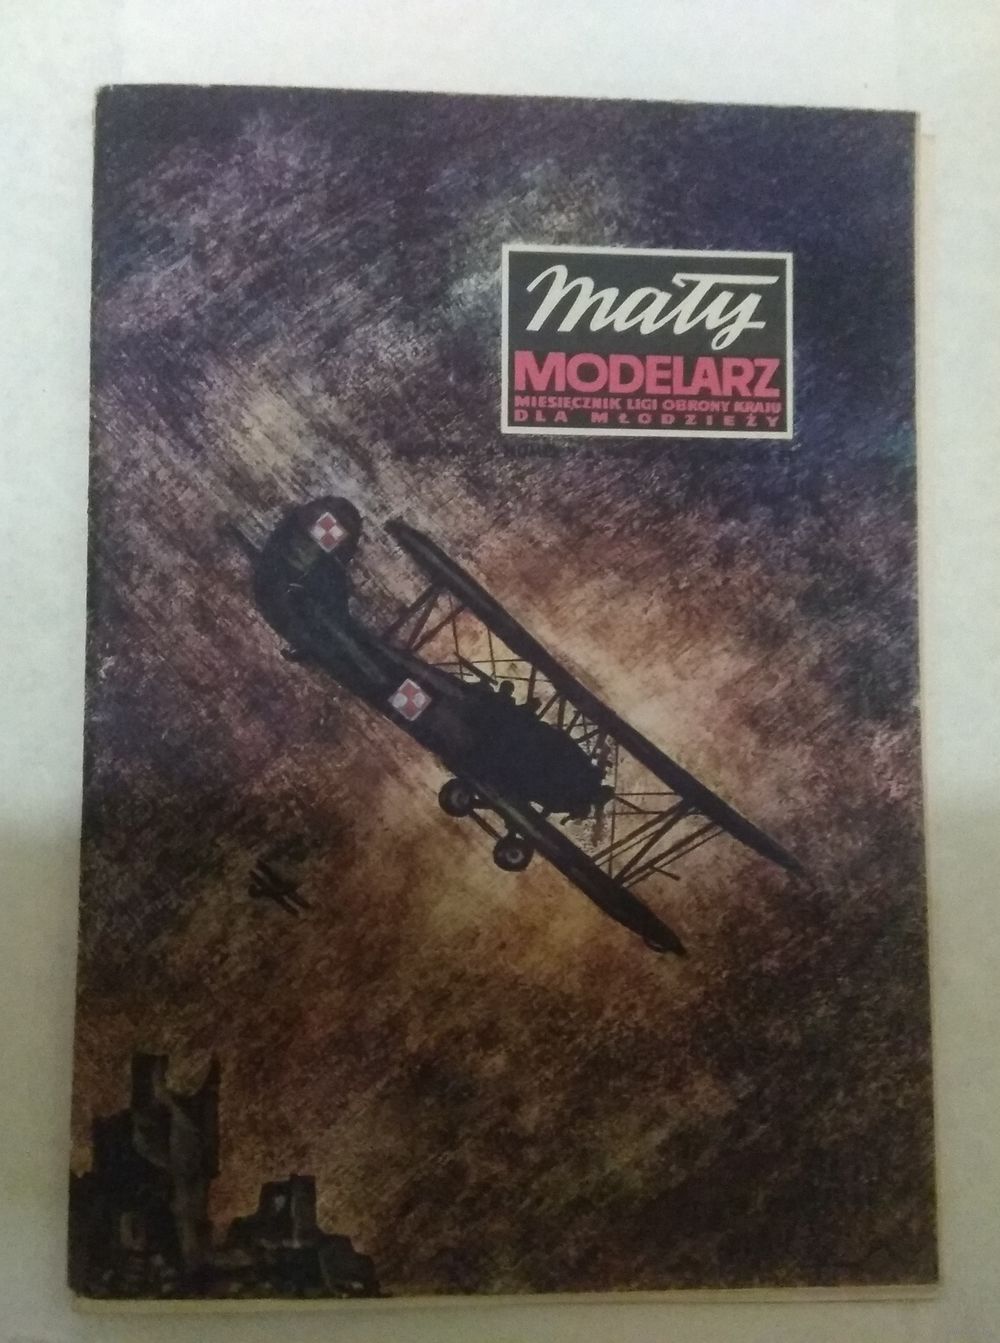 Mały
MODELARZ
MIESIĘCZNIK LIGI OBRONY KRAJU
DLA MŁODZIEŻY